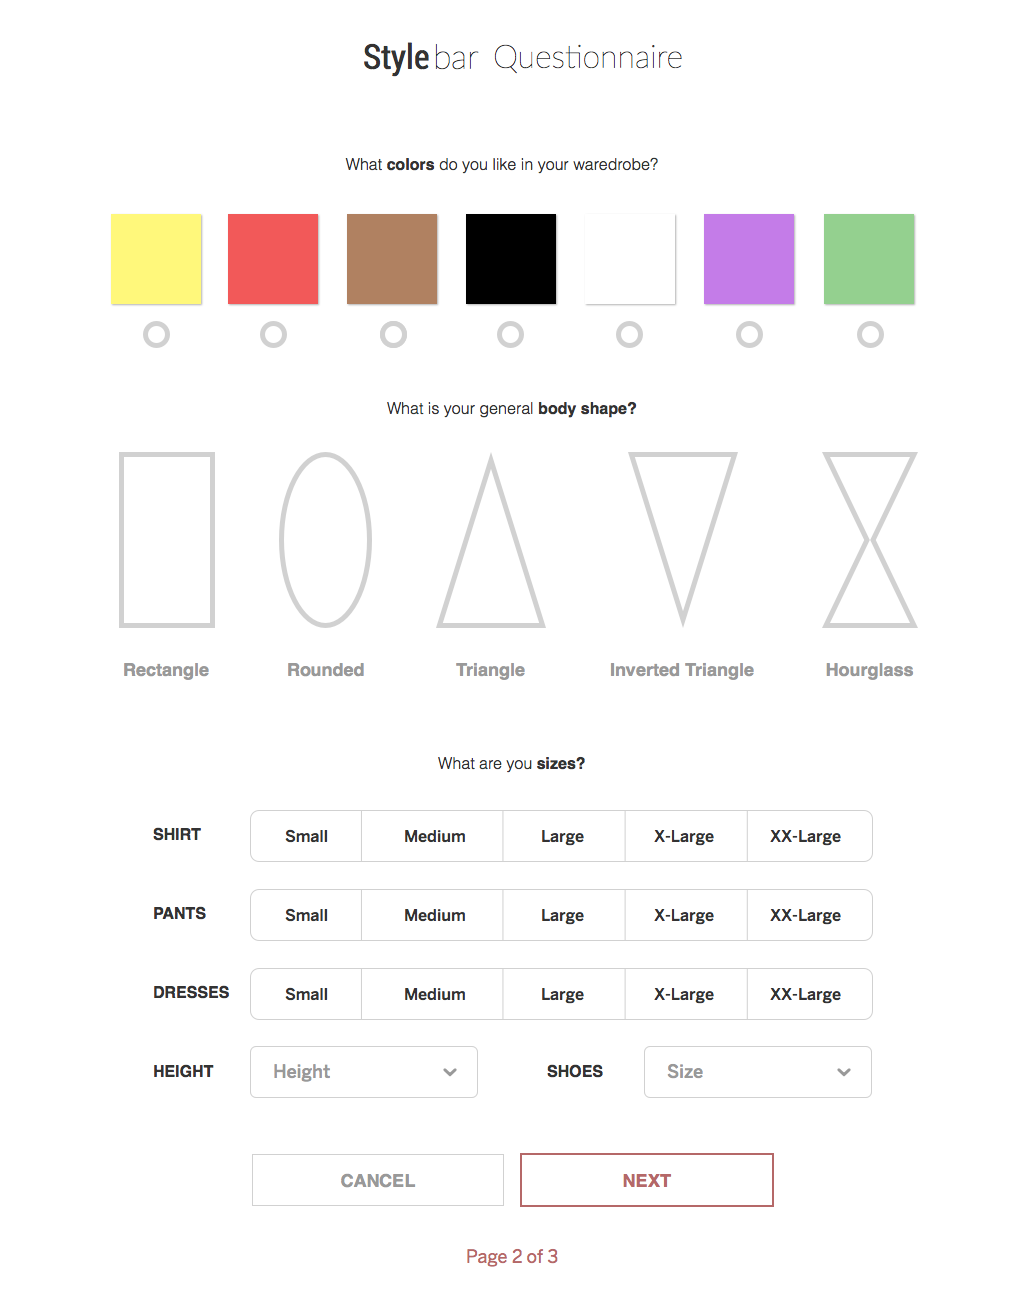 Stylebar Questionnaire
What colors do you like in your waredrobe?
What is your general body shape?
Rectangle Rounded Triangle Inverted Triangle Hourglass
What are you sizes?
SHIRT Small Medium Large X-Large XX-Large
PANTS Small Medium Large X-Large XX-Large
DRESSES Small Medium Large X-Large XX-Large
HEIGHT Height SHOES Size
CANCEL NEXT
Page 2 of 3